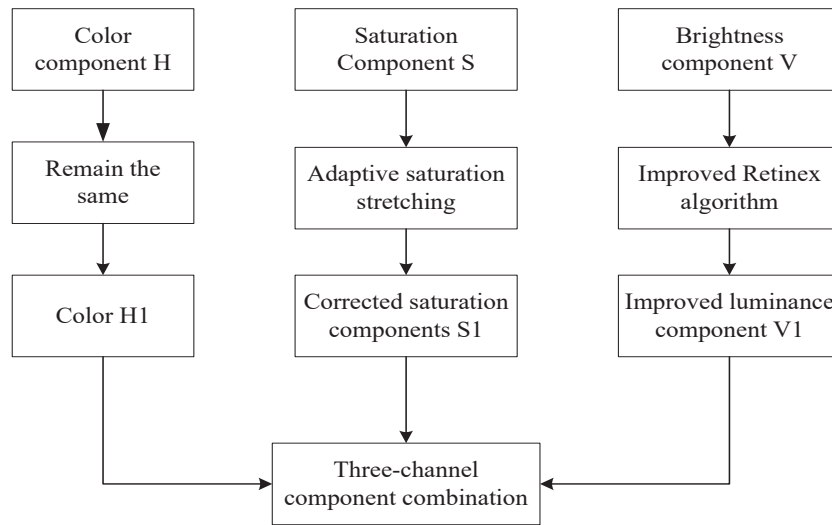 Color
component H
Saturation
Component S
Brightness
component V
Remain the
same
Adaptive saturation
stretching
Improved Retinex
algorithm
Color H1
Corrected saturation
components S1
Improved luminance
component V1
Three-channel
component combination